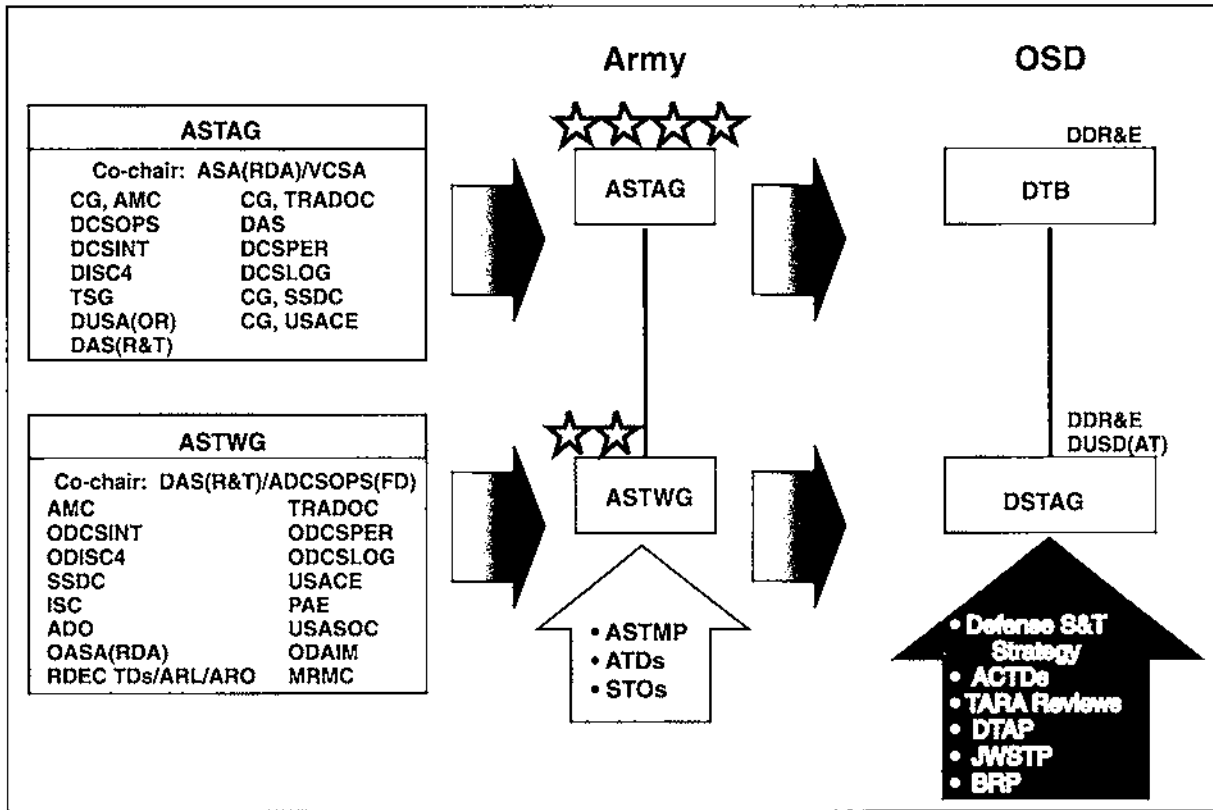 Army
OSD
ASTAG
Co-chair: ASA(RDA)/VCSA
CG, AMC CG, TRADOC
DCSOPS DAS
DCSINT DCSPER
DISC4 DCSLOG
TSG CG, SSDC
DUSA(OR) CG, USACE
DAS(R&T)
ASTAG
DDR&E
DTB
ASTWG
Co-chair: DAS(R&T)/ADCSOPS(FD)
AMC TRADOC
ODCSINT ODCSPER
ODISC4 ODCSLOG
SSDC USACE
ISC PAE
ADO USASOC
OASA(RDA) ODAIM
RDEC TDs/ARL/ARO MRMC
ASTWG
• ASTMP
• ATDs
• STOs
DDR&E
DUSD(AT)
DSTAG
• Defense S&T
Strategy
• ACTDs
• TARA Reviews
• DTAP
• JWSTP
• BRP